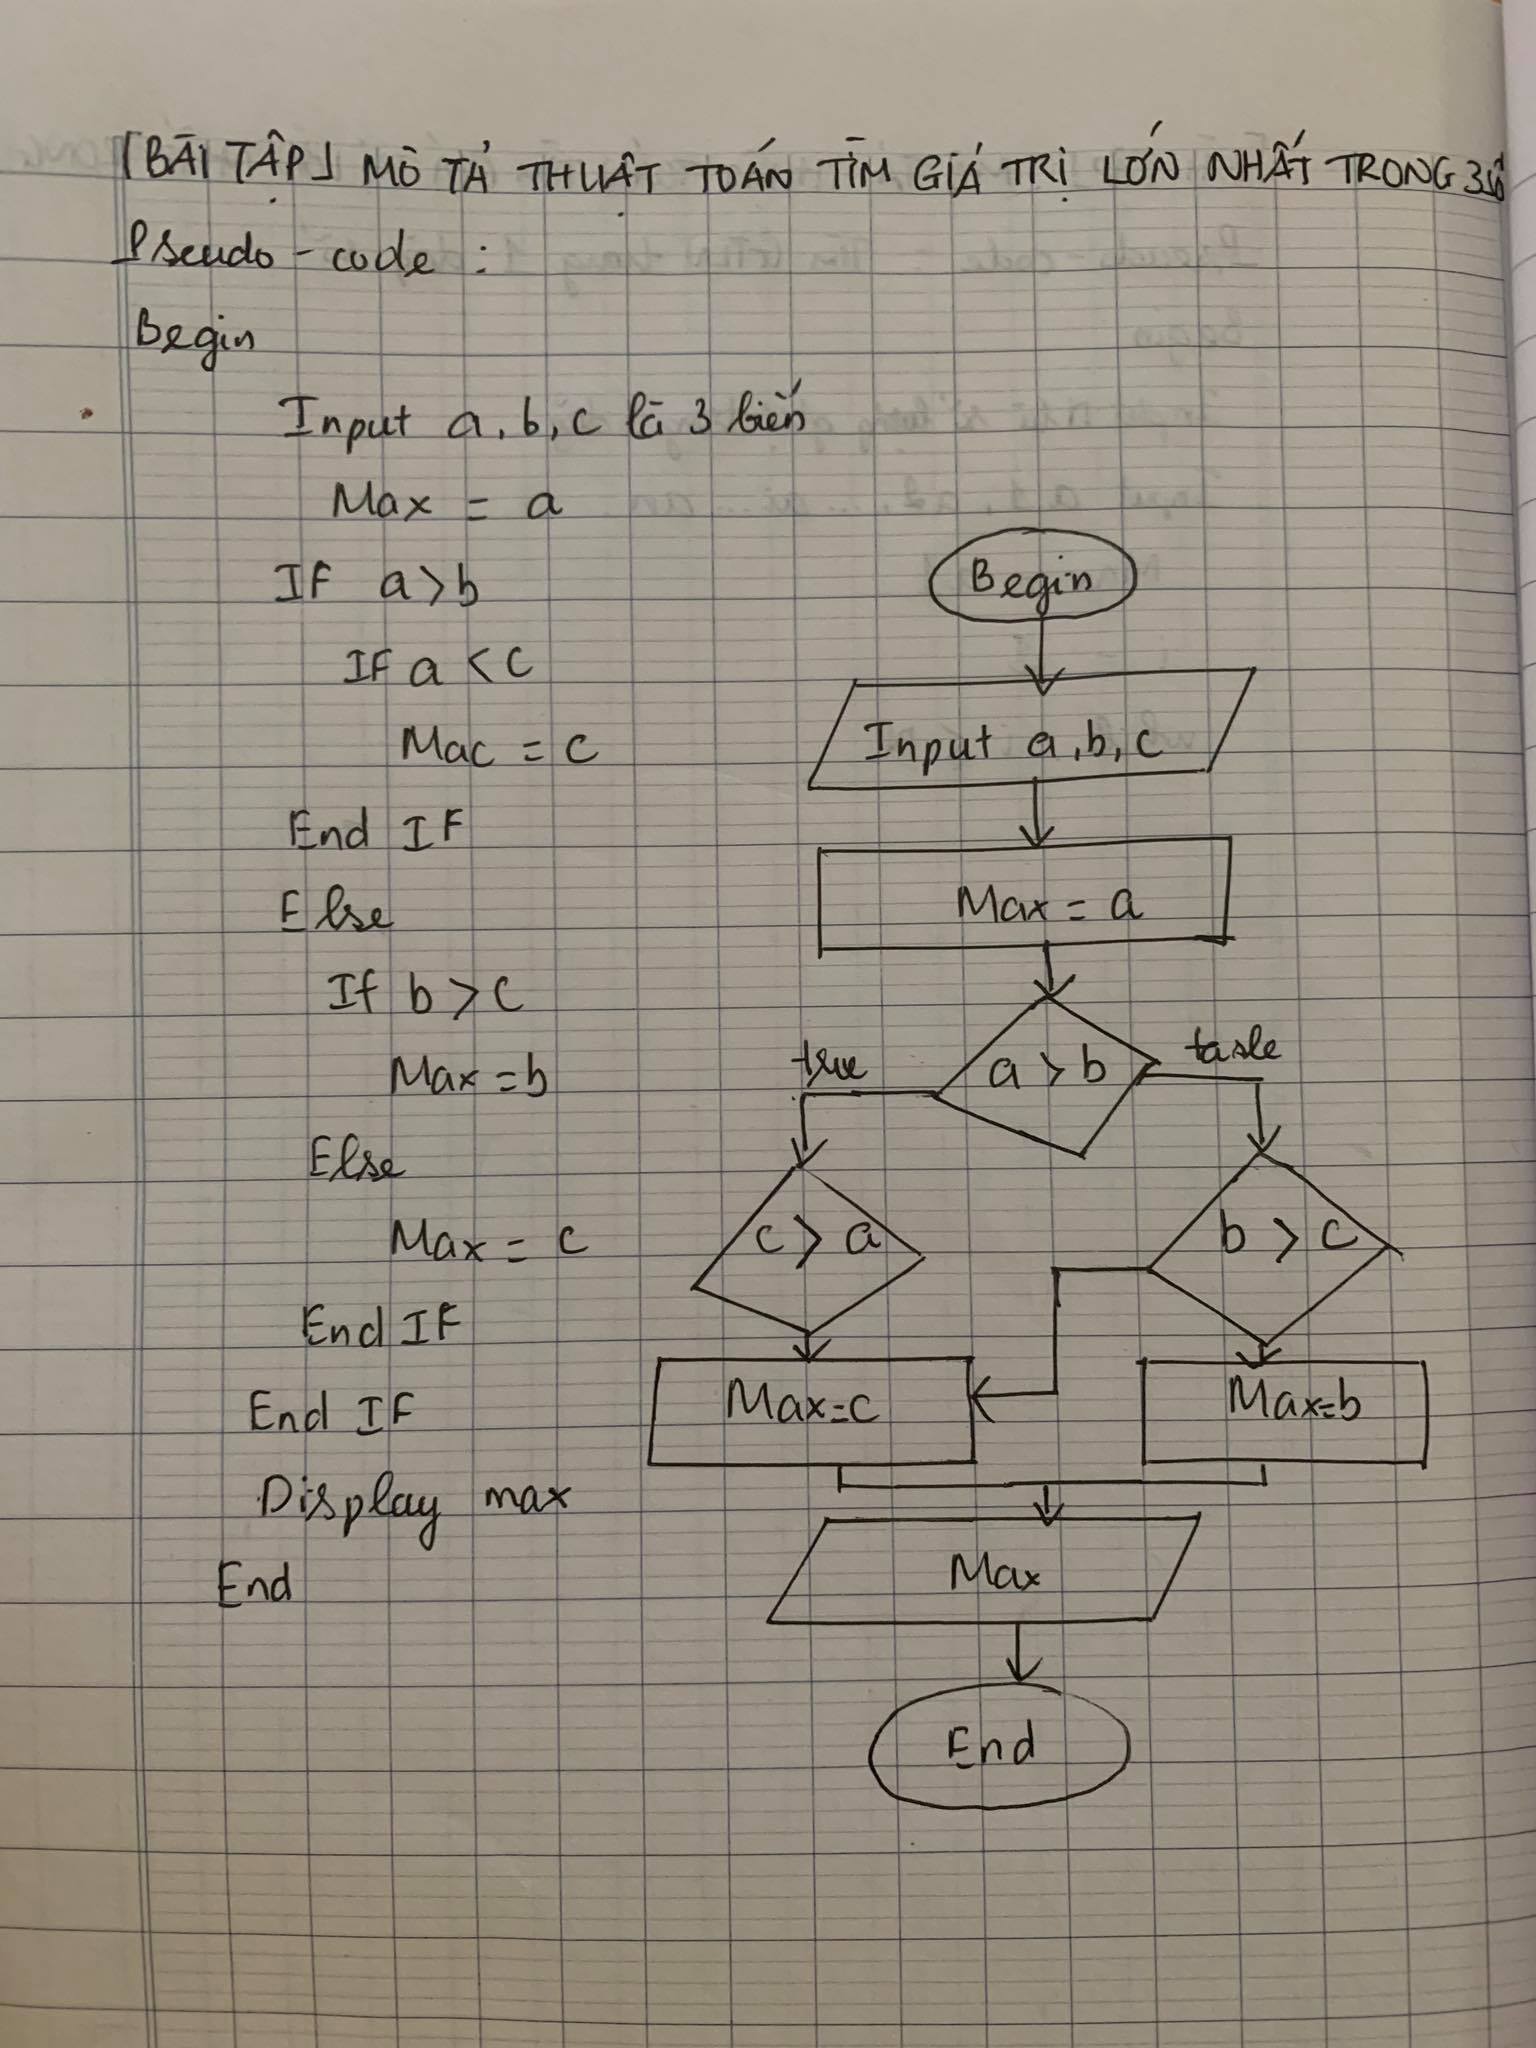 [BÀI TẬP] MÔ TẢ THUẬT TOÁN TÌM GIÁ TRỊ LỚN NHẤT TRONG 3 SỐ
Pseudo-code :
Begin
Input a, b, c là 3 biến
Max = a
IF a > b
IF a < c
Mac = c
End IF
Else
If b > c
Max = b
Else
Max = c
End IF
End IF
Display max
End
Begin
Input a, b, c
Max = a
a > b
true
tasle
c > a
b > c
Max=c
Max=b
Max
End